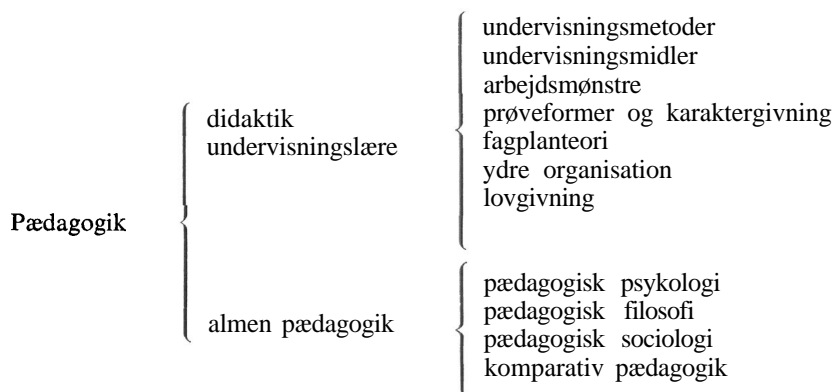 undervisningsmetoder
undervisningsmidler
arbejdsmønstre
prøveformer og karaktergivning
fagplanteori
ydre organisation
lovgivning
didaktik
undervisningslære
Pædagogik
almen pædagogik
pædagogisk psykologi
pædagogisk filosofi
pædagogisk sociologi
komparativ pædagogik